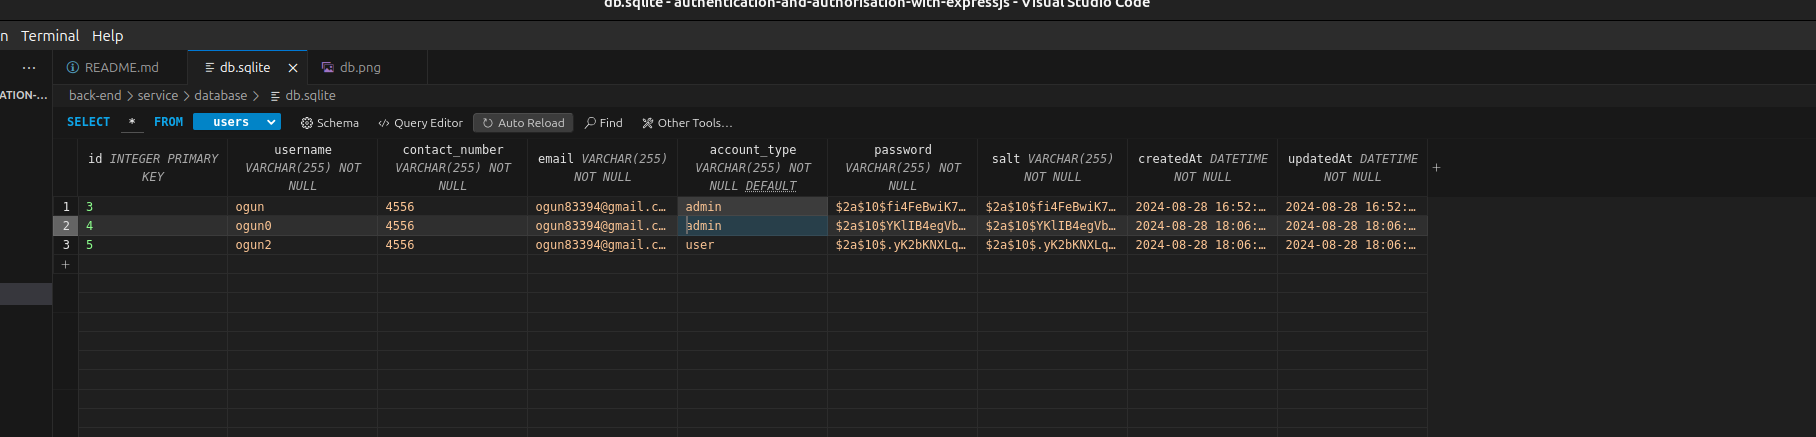 db.sqlite - authentication-and-authorisation-with-expressjs - Visual Studio Code
n Terminal Help
··· README.md db.sqlite × db.png
ATION-... back-end > service > database > db.sqlite
SELECT * FROM users Schema Query Editor Auto Reload Find Other Tools...
id INTEGER PRIMARY KEY
username VARCHAR(255) NOT NULL
contact_number VARCHAR(255) NOT NULL
email VARCHAR(255) NOT NULL
account_type VARCHAR(255) NOT NULL DEFAULT
password VARCHAR(255) NOT NULL
salt VARCHAR(255) NOT NULL
createdAt DATETIME NOT NULL
updatedAt DATETIME NOT NULL
+
1 3 ogun 4556 ogun83394@gmail.c… admin $2a$10$fi4FeBwiK7… $2a$10$fi4FeBwiK7… 2024-08-28 16:52:… 2024-08-28 16:52:…
2 4 ogun0 4556 ogun83394@gmail.c… admin $2a$10$YKlIB4egVb… $2a$10$YKlIB4egVb… 2024-08-28 18:06:… 2024-08-28 18:06:…
3 5 ogun2 4556 ogun83394@gmail.c… user $2a$10$.yK2bKNXLq… $2a$10$.yK2bKNXLq… 2024-08-28 18:06:… 2024-08-28 18:06:…
+